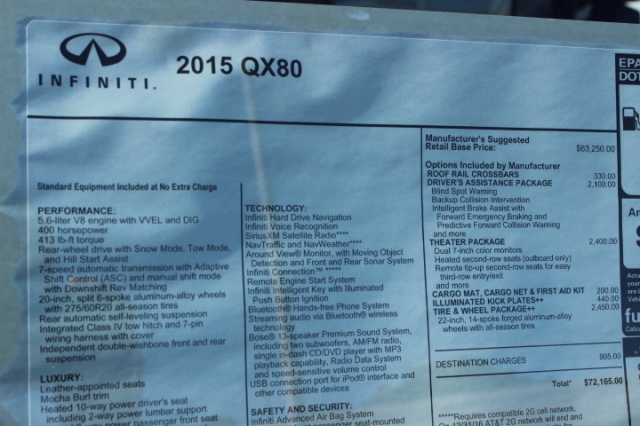 INFINITI.
2015 QX80
Standard Equipment Included at No Extra Charge
PERFORMANCE:
5.6-liter V8 engine with VVEL and DIG
400 horsepower
413 lb-ft torque
Rear-wheel drive with Snow Mode, Tow Mode,
and Hill Start Assist
7-speed automatic transmission with Adaptive
Shift Control (ASC) and manual shift mode
with Downshift Rev Matching
20-inch, split 6-spoke aluminum-alloy wheels
with 275/60R20 all-season tires
Rear automatic self-leveling suspension
Integrated Class IV tow hitch and 7-pin
wiring harness with cover
Independent double-wishbone front and rear
suspension
LUXURY:
Leather-appointed seats
Mocha Burl trim
Heated 10-way power driver's seat
including 2-way power lumbar
TECHNOLOGY:
Infiniti Hard Drive Navigation
Infiniti Voice Recognition
SiriusXM Satellite Radio****
NavTraffic and NavWeather****
Around View® Monitor, with Moving Object
Detection and Front and Rear Sonar System
Infiniti Connection™ *****
Remote Engine Start System
Infiniti Intelligent Key with Illuminated
Push Button Ignition
Bluetooth® Hands-free Phone System
Streaming audio via Bluetooth® wireless
technology
Bose® 13-speaker Premium Sound System,
including two subwoofers, AM/FM radio,
single in-dash CD/DVD player with MP3
playback capability, Radio Data System
and speed-sensitive volume control
USB connection port for iPod® interface and
other compatible devices
SAFETY AND SECURITY:
Infiniti Advanced Air Bag System
passenger seat-mounted
Manufacturer's Suggested
Retail Base Price: $63,250.00
Options Included by Manufacturer
ROOF RAIL CROSSBARS 330.00
DRIVER'S ASSISTANCE PACKAGE 2,100.00
Blind Spot Warning
Backup Collision Intervention
Intelligent Brake Assist with
Forward Emergency Braking and
Predictive Forward Collision Warning
and more
THEATER PACKAGE 2,400.00
Dual 7-inch color monitors
Heated second-row seats (outboard only)
Remote tip-up second-row seats for easy
third-row entry/exit
and more
CARGO MAT, CARGO NET & FIRST AID KIT 200.00
ILLUMINATED KICK PLATES++ 440.00
TIRE & WHEEL PACKAGE++ 2,450.00
22-inch, 14-spoke forged aluminum-alloy
wheels with all-season tires
DESTINATION CHARGES 995.00
Total* $72,165.00
*****Requires compatible 2G cell network.
On 12/31/16 AT&T 2G network will end and
EPA
DOT